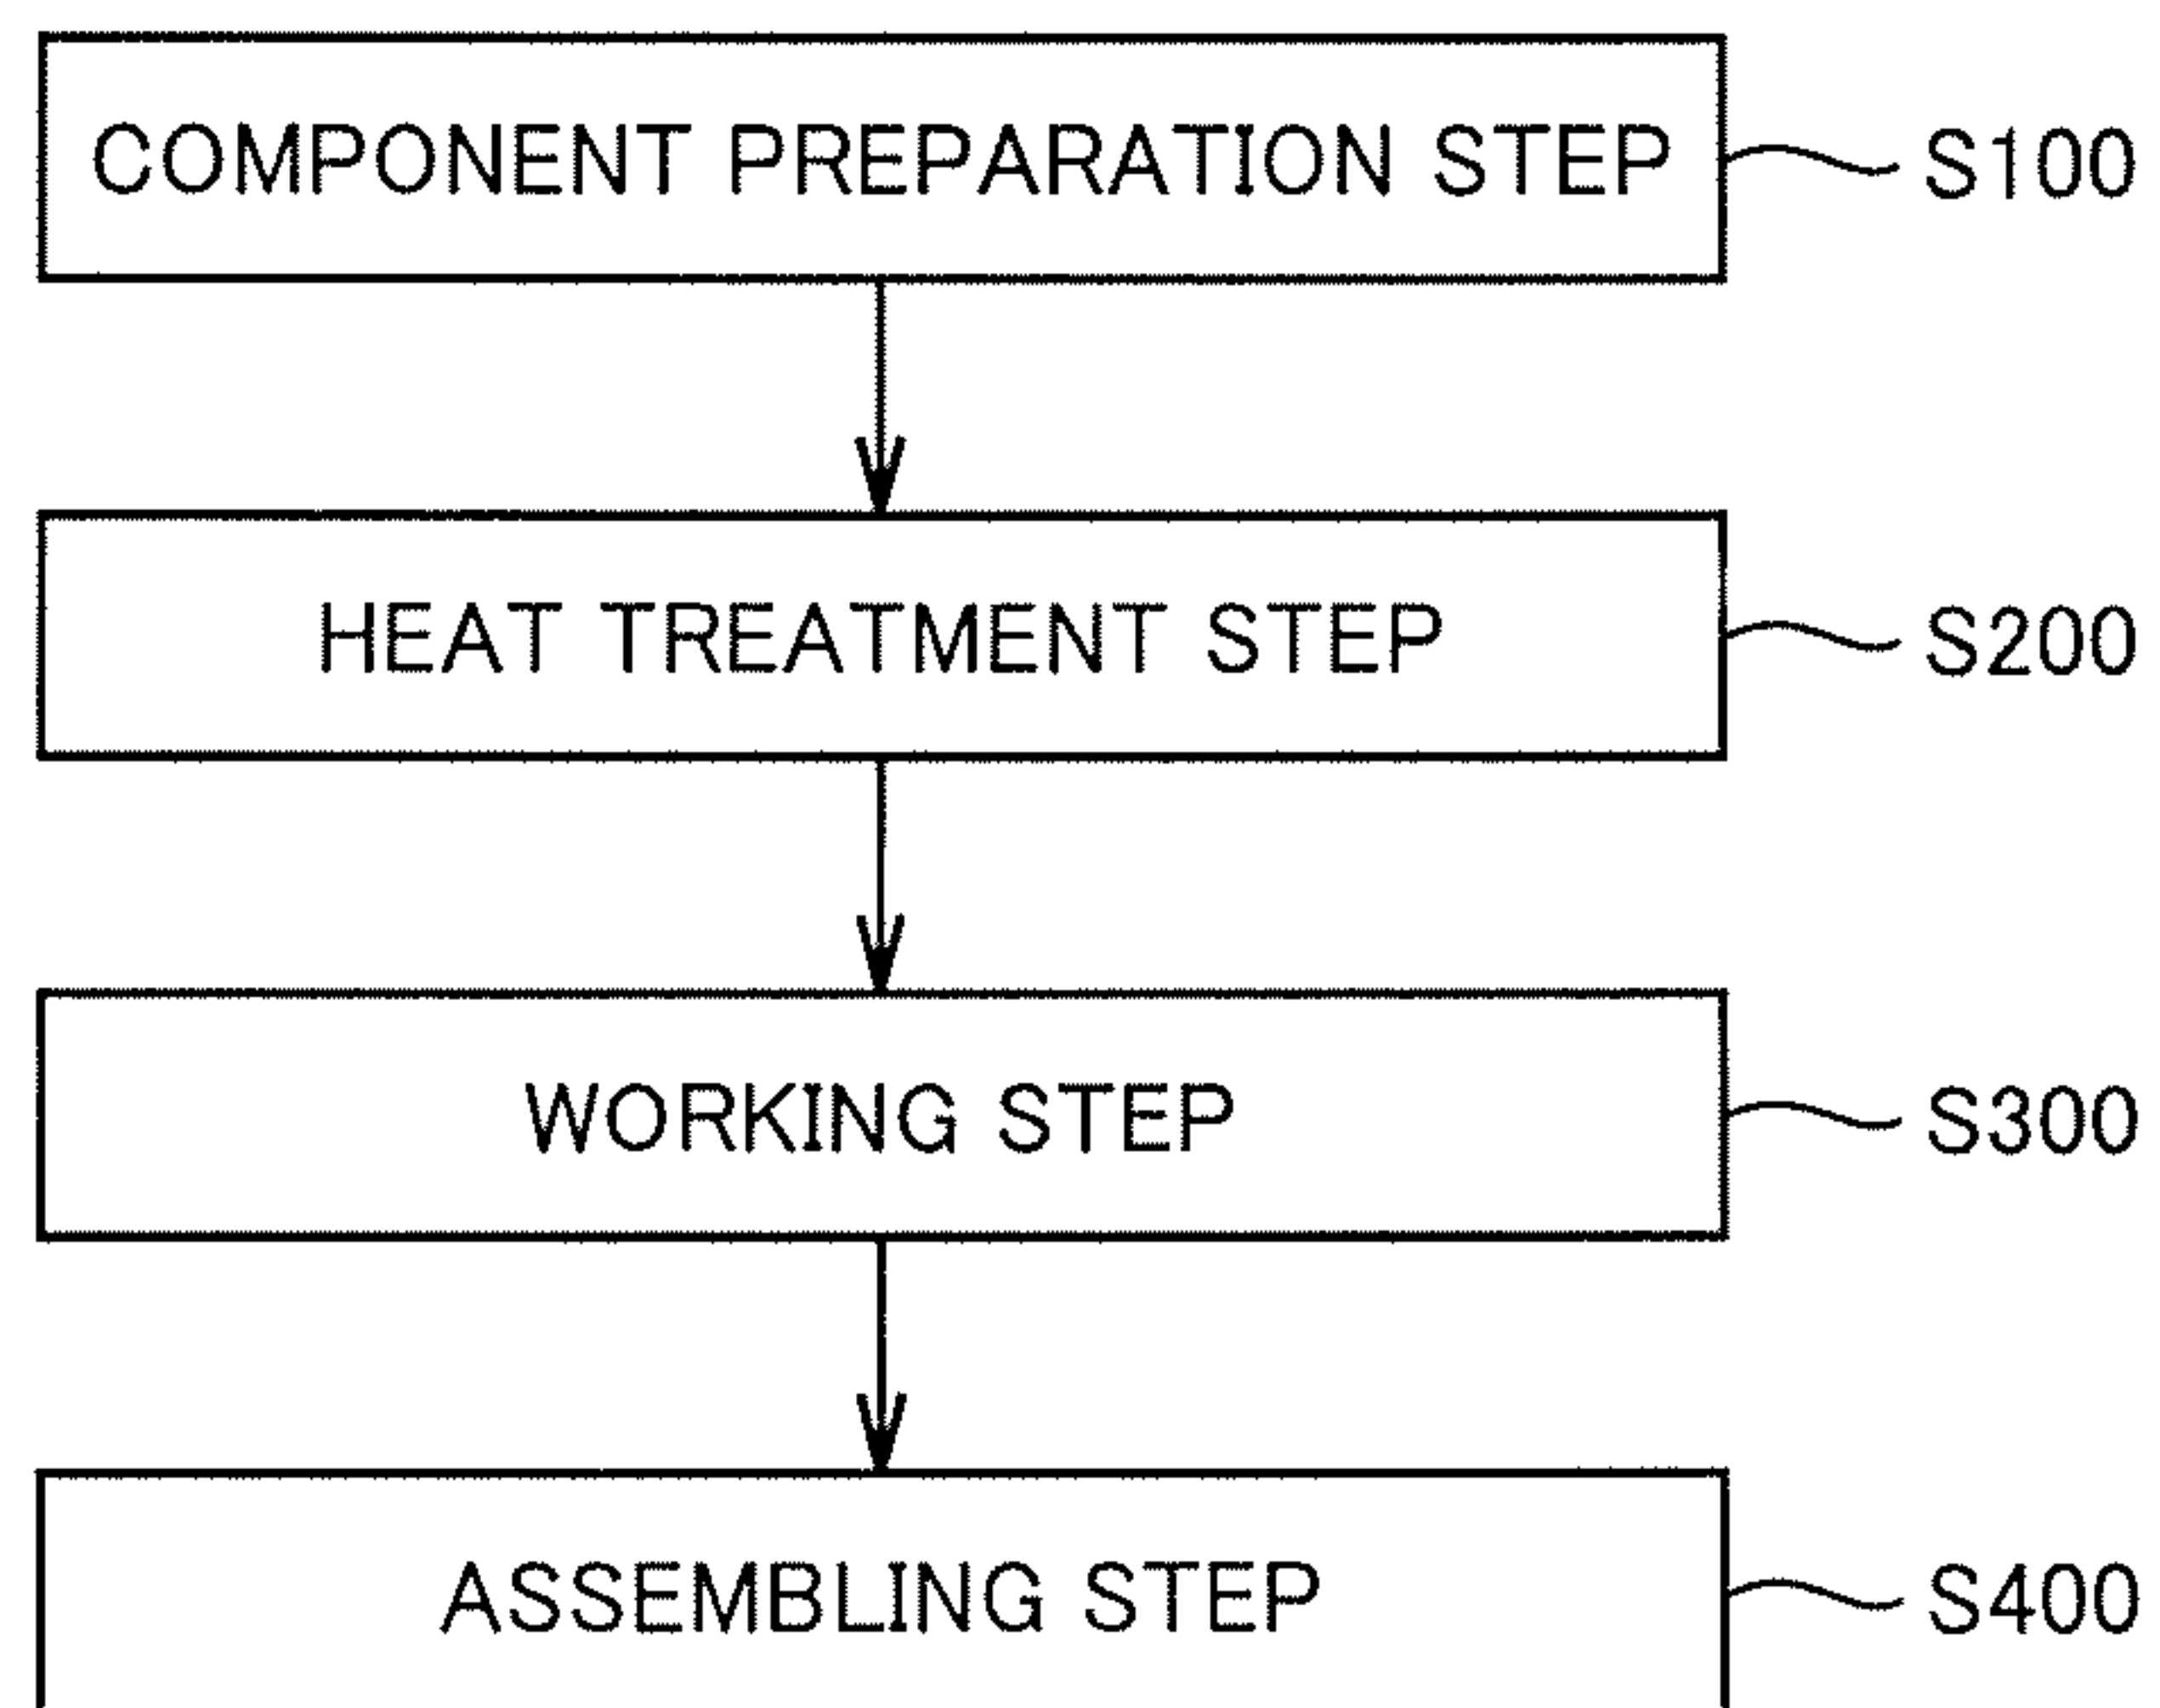 COMPONENT PREPARATION STEP S100
HEAT TREATMENT STEP S200
WORKING STEP S300
ASSEMBLING STEP S400